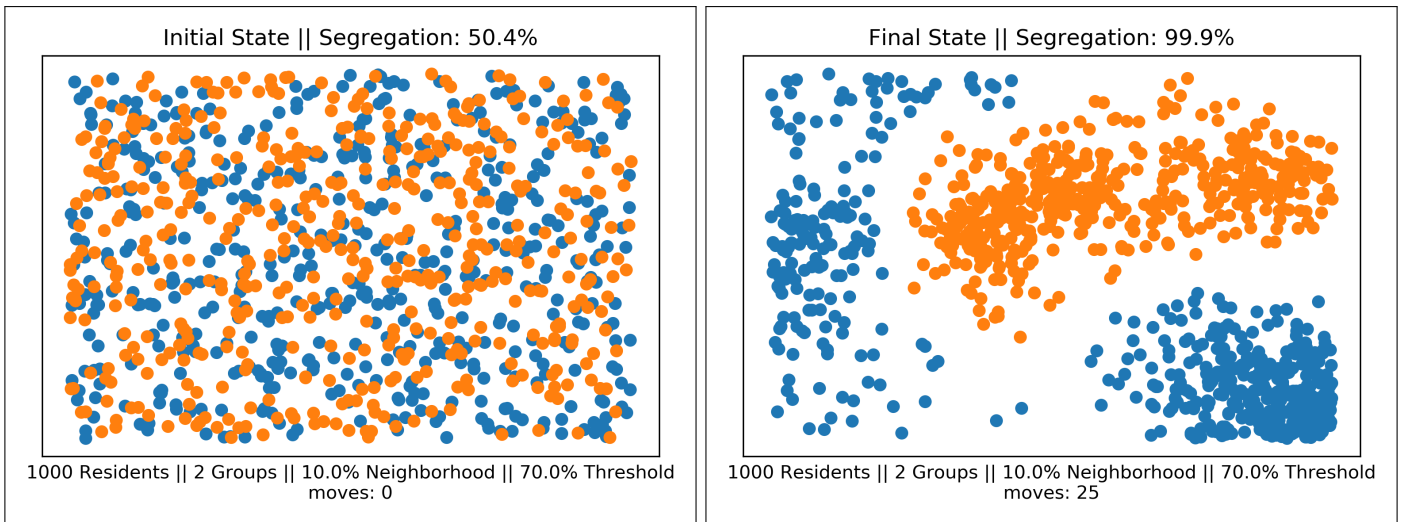 Initial State || Segregation: 50.4%
1000 Residents || 2 Groups || 10.0% Neighborhood || 70.0% Threshold
moves: 0
Final State || Segregation: 99.9%
1000 Residents || 2 Groups || 10.0% Neighborhood || 70.0% Threshold
moves: 25